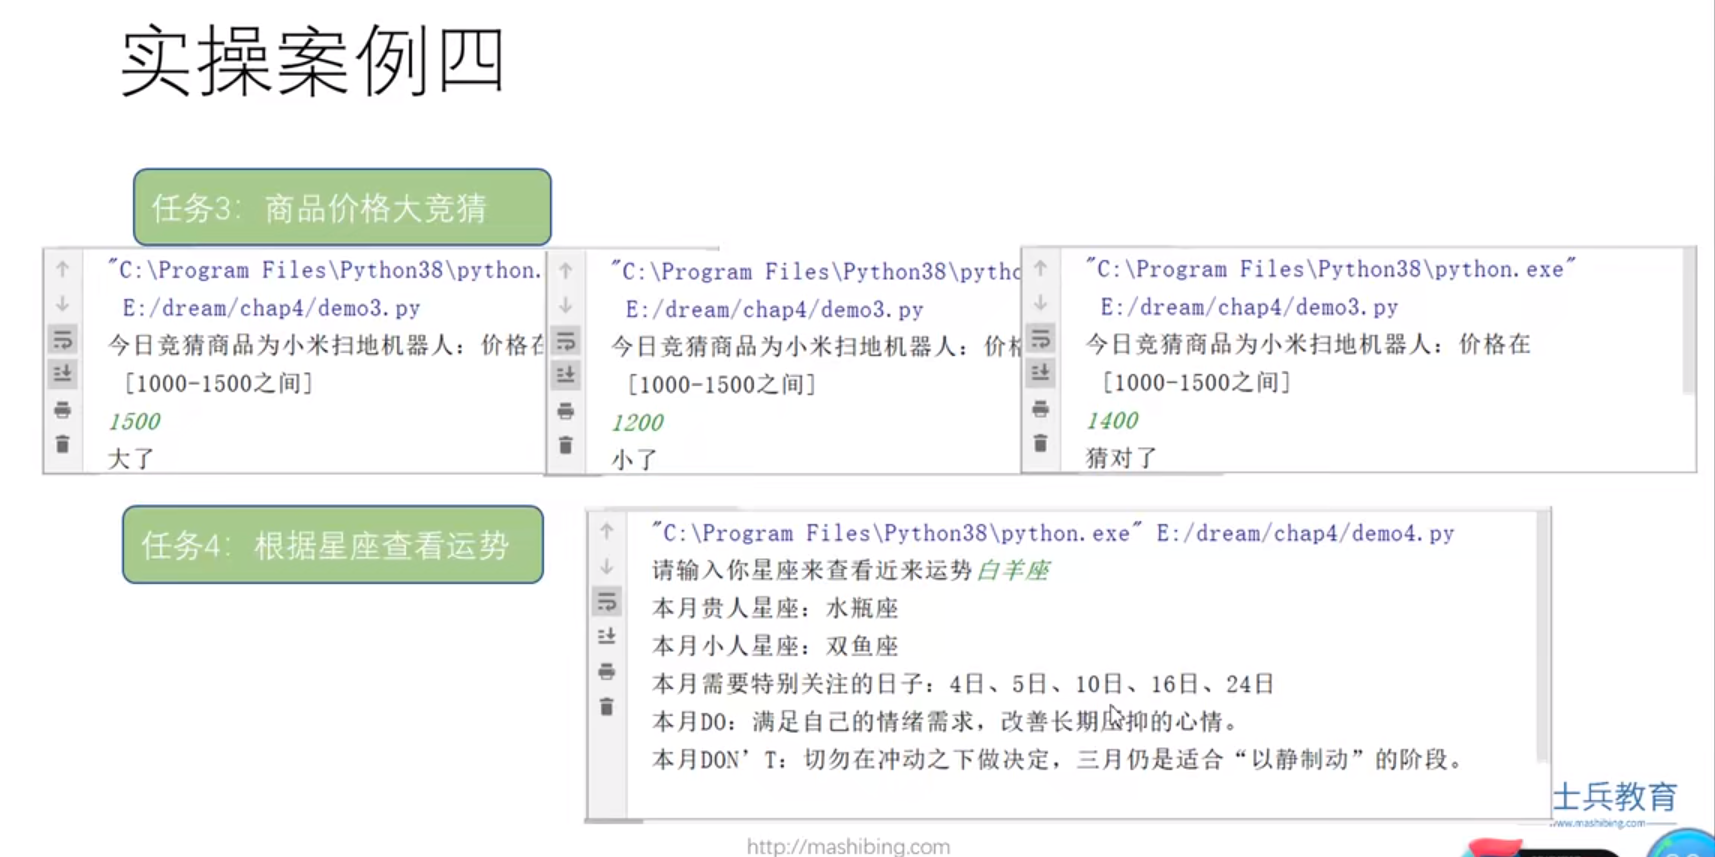 实操案例四
任务3：商品价格大竞猜
"C:\Program Files\Python38\python.
E:/dream/chap4/demo3.py
今日竞猜商品为小米扫地机器人：价格在
[1000-1500之间]
1500
大了
"C:\Program Files\Python38\pytho
E:/dream/chap4/demo3.py
今日竞猜商品为小米扫地机器人：价格
[1000-1500之间]
1200
小了
"C:\Program Files\Python38\python.exe"
E:/dream/chap4/demo3.py
今日竞猜商品为小米扫地机器人：价格在
[1000-1500之间]
1400
猜对了
任务4：根据星座查看运势
"C:\Program Files\Python38\python.exe" E:/dream/chap4/demo4.py
请输入你星座来查看近来运势白羊座
本月贵人星座：水瓶座
本月小人星座：双鱼座
本月需要特别关注的日子：4日、5日、10日、16日、24日
本月DO：满足自己的情绪需求，改善长期压抑的心情。
本月DON'T：切勿在冲动之下做决定，三月仍是适合“以静制动”的阶段。
士兵教育
www.mashibing.com
http://mashibing.com